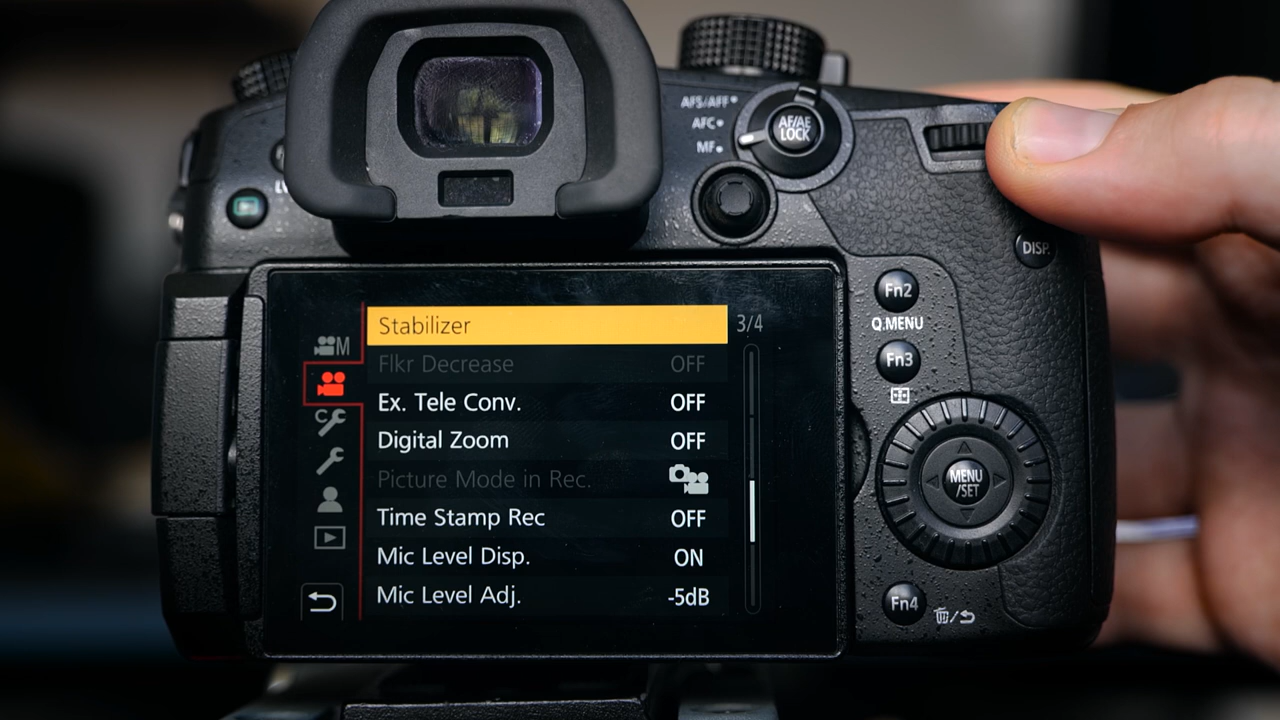 AFS/AFF
AFC
MF
AF/AE
LOCK
DISP.
Fn2
Q.MENU
Fn3
MENU
/SET
Fn4
3/4
M
Stabilizer
Flkr Decrease OFF
Ex. Tele Conv. OFF
C
Digital Zoom OFF
Picture Mode in Rec.
Time Stamp Rec OFF
Mic Level Disp. ON
Mic Level Adj. -5dB